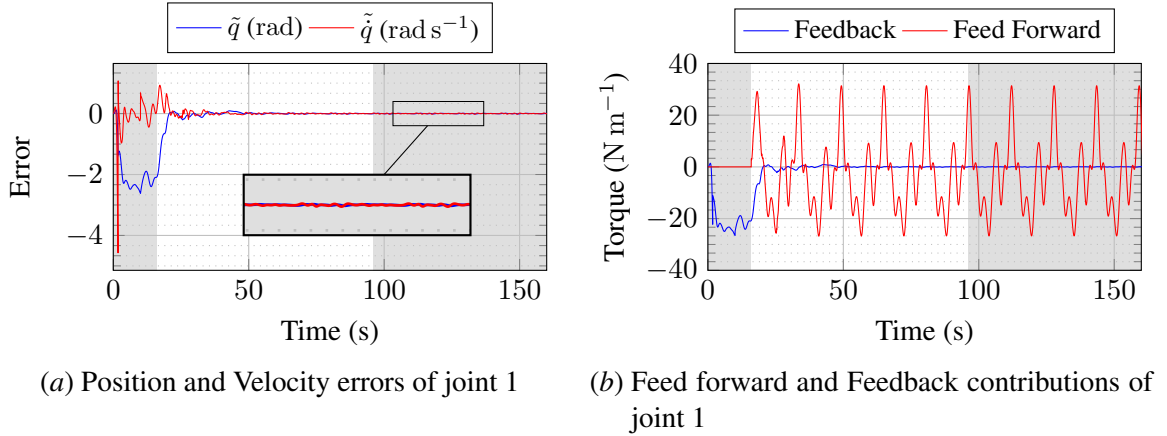 q̃ (rad) q̃̇ (rad s⁻¹)
0
−2
−4
Error
0 50 100 150
Time (s)
(a) Position and Velocity errors of joint 1
Feedback Feed Forward
40
20
0
−20
−40
Torque (N m⁻¹)
0 50 100 150
Time (s)
(b) Feed forward and Feedback contributions of
joint 1